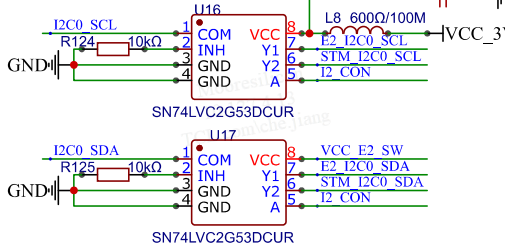 U16
L8 600Ω/100M
I2C0_SCL
1 COM VCC 8
VCC_3V
R124 10kΩ
2 INH Y1 7 E2_I2C0_SCL
GND
3 GND Y2 6 STM_I2C0_SCL
4 GND A 5 I2_CON
SN74LVC2G53DCUR
U17
I2C0_SDA
1 COM VCC 8 VCC_E2_SW
R125 10kΩ
2 INH Y1 7 E2_I2C0_SDA
GND
3 GND Y2 6 STM_I2C0_SDA
4 GND A 5 I2_CON
SN74LVC2G53DCUR